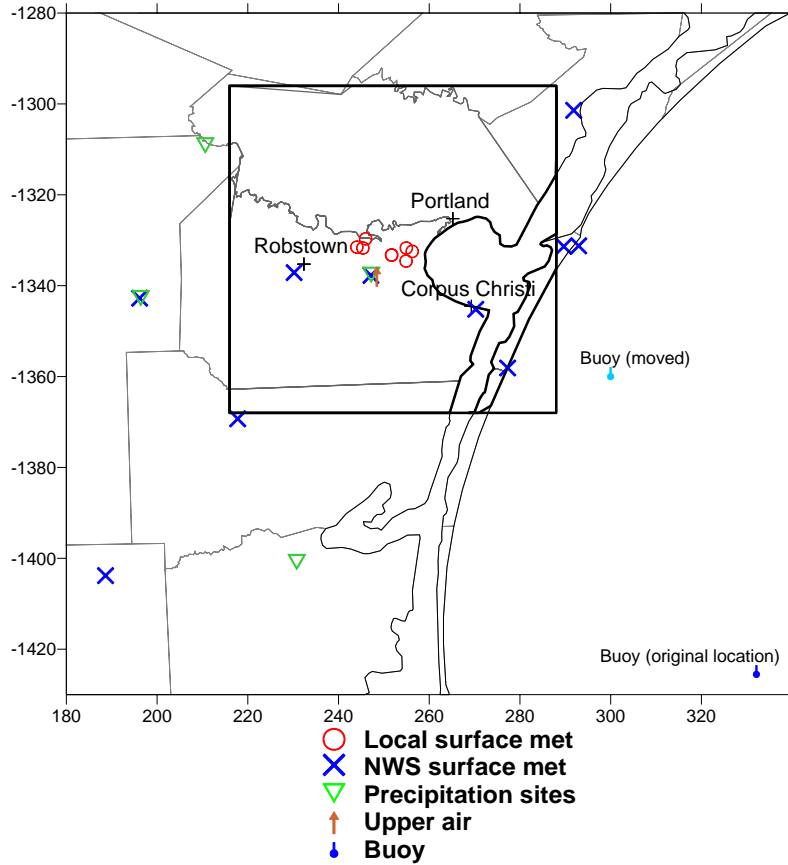 -1280
-1300
-1320
-1340
-1360
-1380
-1400
-1420
Portland
Robstown
Corpus Christi
Buoy (moved)
Buoy (original location)
180 200 220 240 260 280 300 320
Local surface met
NWS surface met
Precipitation sites
Upper air
Buoy